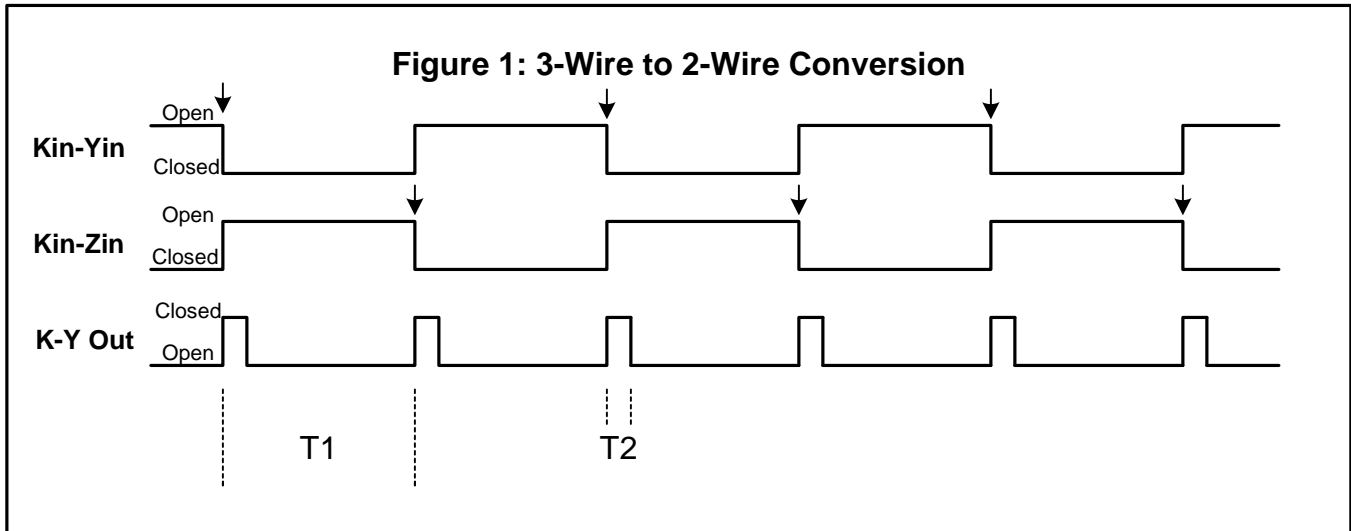 Figure 1: 3-Wire to 2-Wire Conversion
Open
Kin-Yin
Closed
Open
Kin-Zin
Closed
Closed
K-Y Out
Open
T1
T2